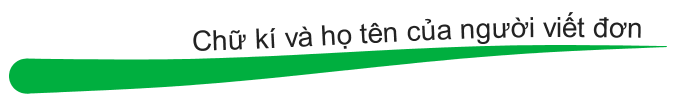 Chữ kí và họ tên của người viết đơn